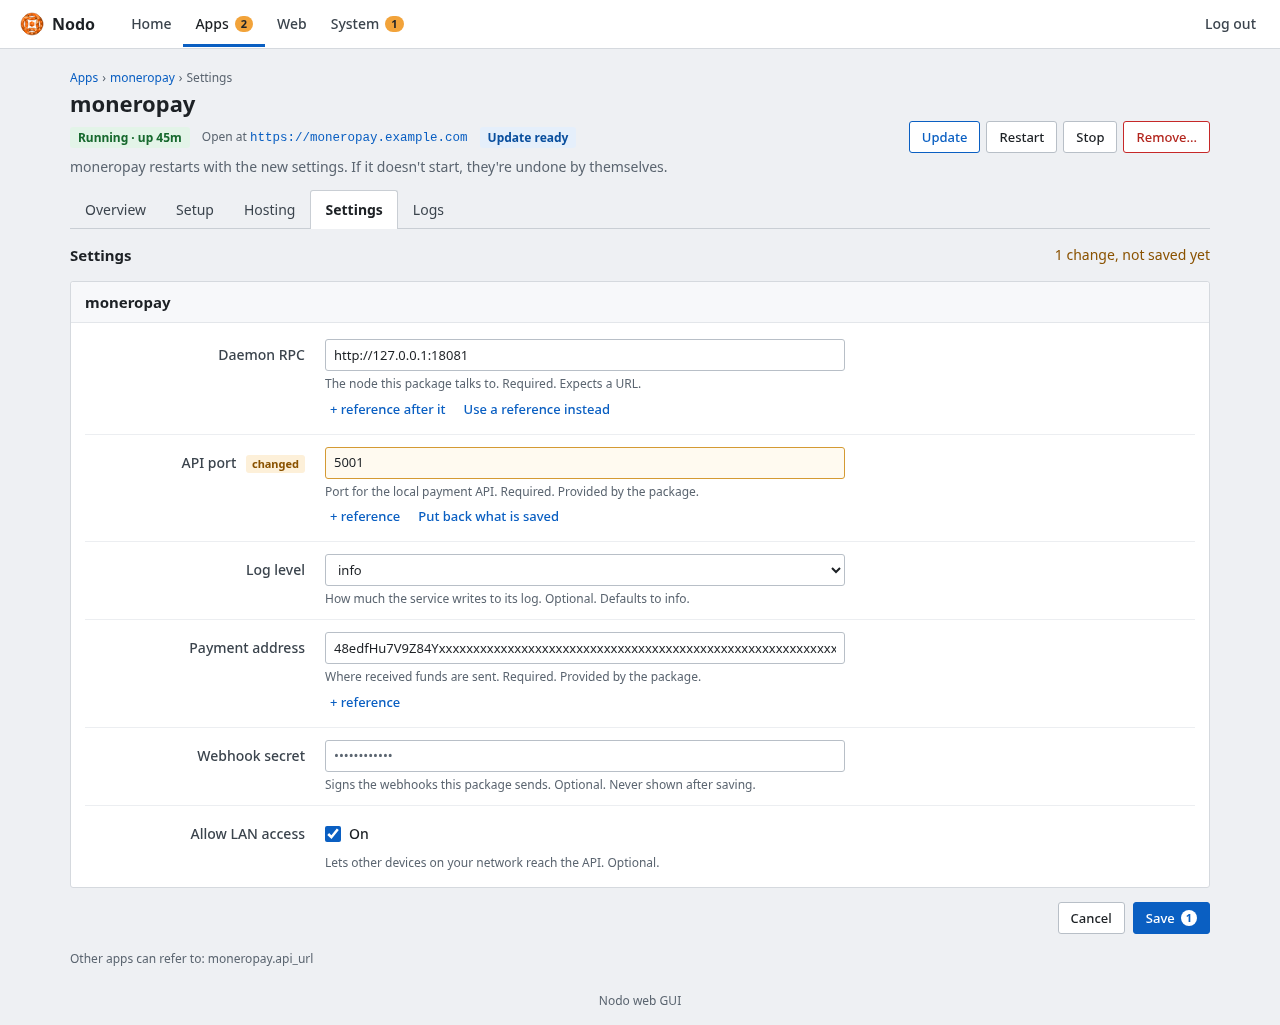 Nodo
Home
Apps 2
Web
System 1
Log out
Apps › moneropay › Settings
moneropay
Running · up 45m
Open at https://moneropay.example.com
Update ready
Update
Restart
Stop
Remove...
moneropay restarts with the new settings. If it doesn't start, they're undone by themselves.
Overview
Setup
Hosting
Settings
Logs
Settings
1 change, not saved yet
moneropay
Daemon RPC
http://127.0.0.1:18081
The node this package talks to. Required. Expects a URL.
+ reference after it
Use a reference instead
API port changed
5001
Port for the local payment API. Required. Provided by the package.
+ reference
Put back what is saved
Log level
info
How much the service writes to its log. Optional. Defaults to info.
Payment address
48edfHu7V9Z84Yxxxxxxxxxxxxxxxxxxxxxxxxxxxxxxxxxxxxxxxxxxxxxxxxxxxxxxxxxx
Where received funds are sent. Required. Provided by the package.
+ reference
Webhook secret
••••••••••••
Signs the webhooks this package sends. Optional. Never shown after saving.
Allow LAN access
On
Lets other devices on your network reach the API. Optional.
Cancel
Save 1
Other apps can refer to: moneropay.api_url
Nodo web GUI